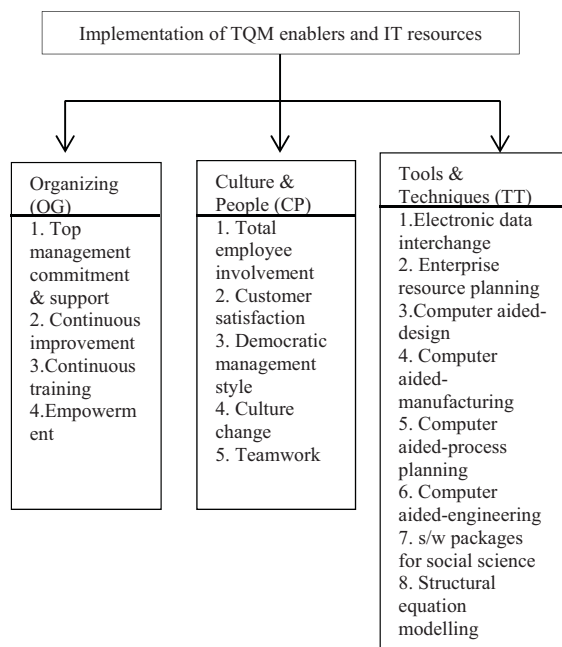 Implementation of TQM enablers and IT resources
Organizing
(OG)
1. Top
management
commitment
& support
2. Continuous
improvement
3.Continuous
training
4.Empowerm
ent
Culture &
People (CP)
1. Total
employee
involvement
2. Customer
satisfaction
3. Democratic
management
style
4. Culture
change
5. Teamwork
Tools &
Techniques (TT)
1.Electronic data
interchange
2. Enterprise
resource planning
3.Computer aided-
design
4. Computer
aided-
manufacturing
5. Computer
aided-process
planning
6. Computer
aided-engineering
7. s/w packages
for social science
8. Structural
equation
modelling